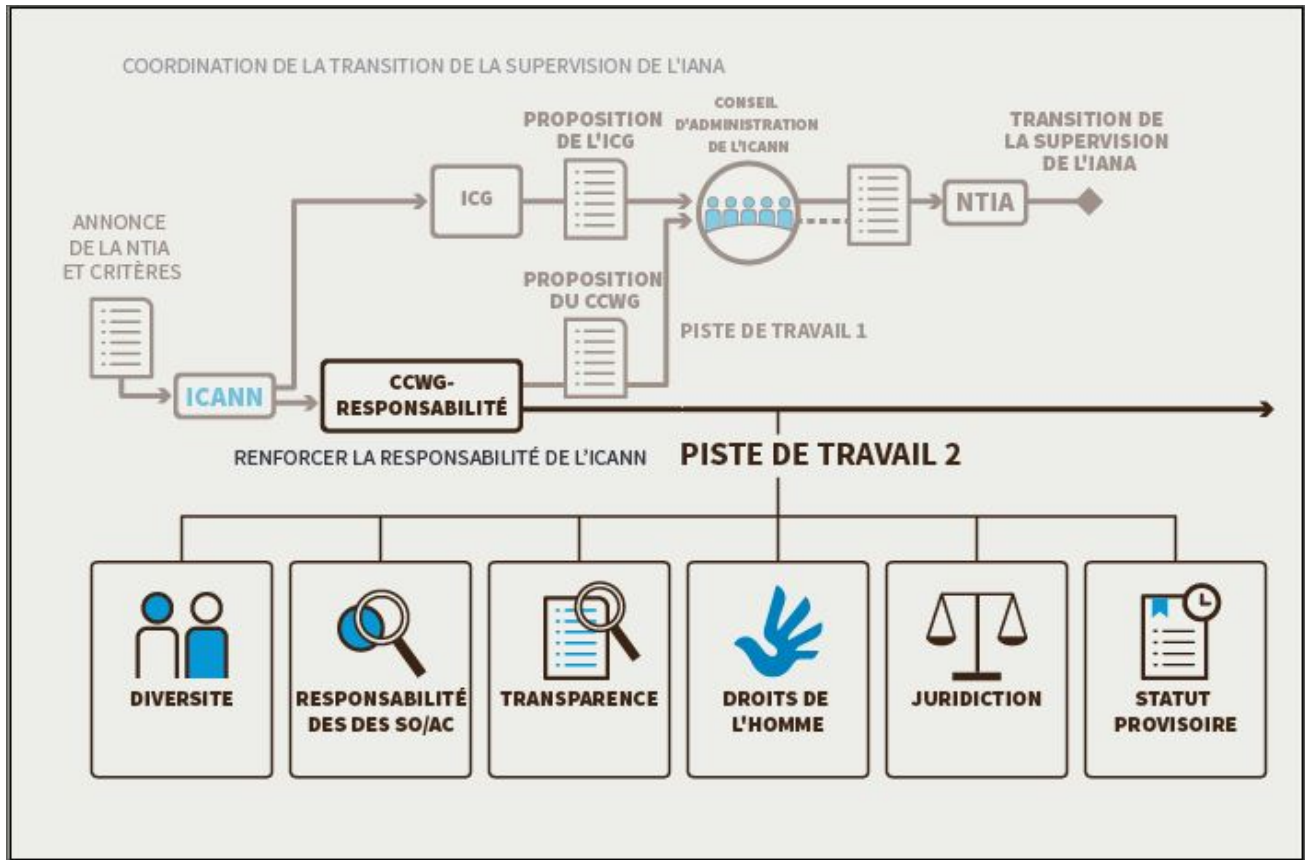 COORDINATION DE LA TRANSITION DE LA SUPERVISION DE L'IANA
ANNONCE
DE LA NTIA
ET CRITÈRES
ICANN
ICG
PROPOSITION
DE L'ICG
CONSEIL
D'ADMINISTRATION
DE L'ICANN
NTIA
TRANSITION DE
LA SUPERVISION
DE L'IANA
PROPOSITION
DU CCWG
PISTE DE TRAVAIL 1
CCWG-
RESPONSABILITÉ
RENFORCER LA RESPONSABILITÉ DE L'ICANN
PISTE DE TRAVAIL 2
DIVERSITE
RESPONSABILITÉ
DES DES SO/AC
TRANSPARENCE
DROITS DE
L'HOMME
JURIDICTION
STATUT
PROVISOIRE